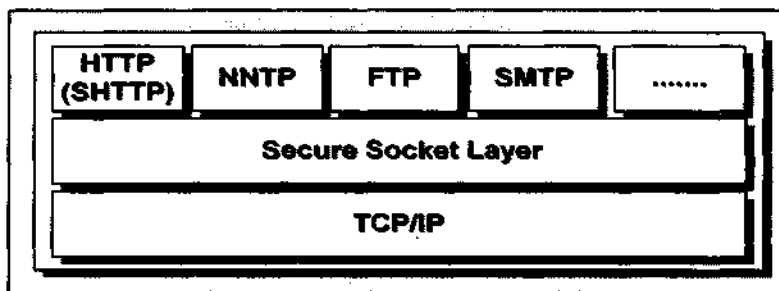 HTTP
(SHTTP)
NNTP
FTP
SMTP
.......
Secure Socket Layer
TCP/IP